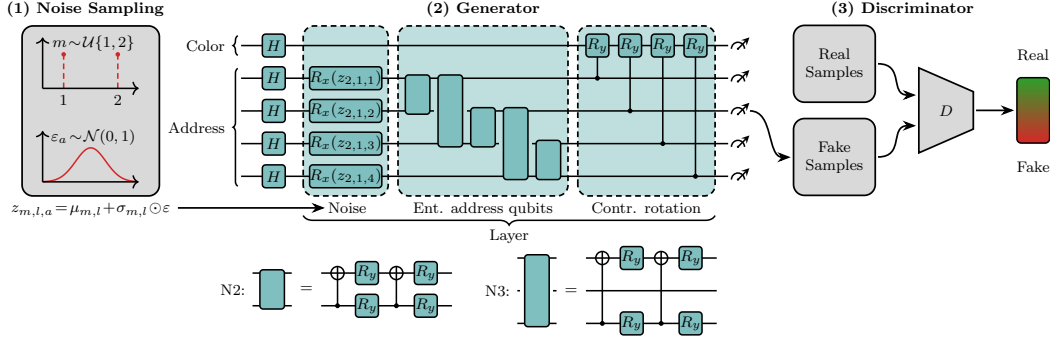 (1) Noise Sampling
m∼𝒰{1, 2}
1 2
ε_a∼𝒩(0, 1)
z_{m,l,a}=μ_{m,l}+σ_{m,l}⊙ε
(2) Generator
Color
Address
H
H
H
H
H
R_x(z_{2,1,1})
R_x(z_{2,1,2})
R_x(z_{2,1,3})
R_x(z_{2,1,4})
R_y R_y R_y R_y
Noise
Ent. address qubits
Contr. rotation
Layer
N2:
=
R_y R_y
R_y R_y
N3:
=
R_y R_y
R_y R_y
(3) Discriminator
Real
Samples
Fake
Samples
D
Real
Fake